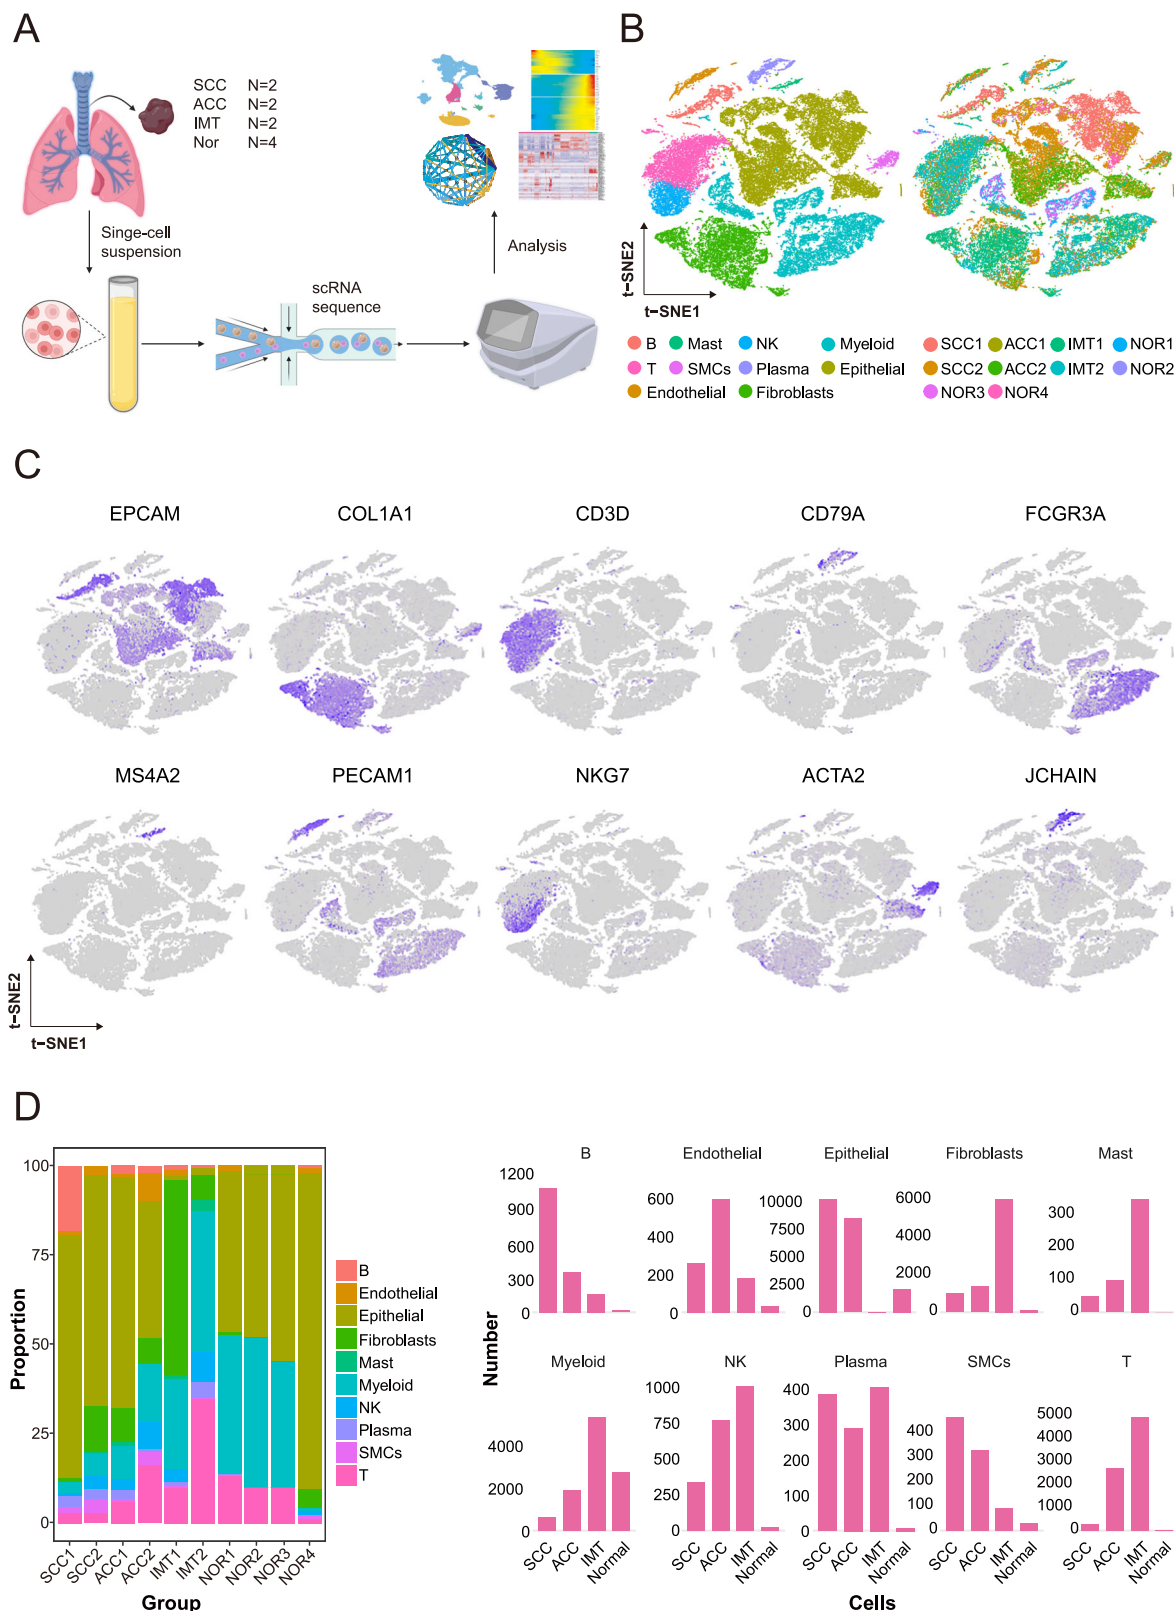 A
SCC N=2
ACC N=2
IMT N=2
Nor N=4
Singe-cell
suspension
scRNA
sequence
Analysis
B
t-SNE2
t-SNE1
B Mast NK Myeloid
T SMCs Plasma Epithelial
Endothelial Fibroblasts
SCC1 ACC1 IMT1 NOR1
SCC2 ACC2 IMT2 NOR2
NOR3 NOR4
C
EPCAM COL1A1 CD3D CD79A FCGR3A
MS4A2 PECAM1 NKG7 ACTA2 JCHAIN
t-SNE2
t-SNE1
D
Proportion
100
75
50
25
0
SCC1 SCC2 ACC1 ACC2 IMT1 IMT2 NOR1 NOR2 NOR3 NOR4
Group
B
Endothelial
Epithelial
Fibroblasts
Mast
Myeloid
NK
Plasma
SMCs
T
Number
B
1200
900
600
300
0
Endothelial
600
400
200
0
Epithelial
10000
7500
5000
2500
0
Fibroblasts
6000
4000
2000
0
Mast
300
200
100
0
Myeloid
4000
2000
0
NK
1000
750
500
250
0
Plasma
400
300
200
100
0
SMCs
400
300
200
100
0
T
5000
4000
3000
2000
1000
0
SCC ACC IMT Normal
SCC ACC IMT Normal
SCC ACC IMT Normal
SCC ACC IMT Normal
SCC ACC IMT Normal
Cells